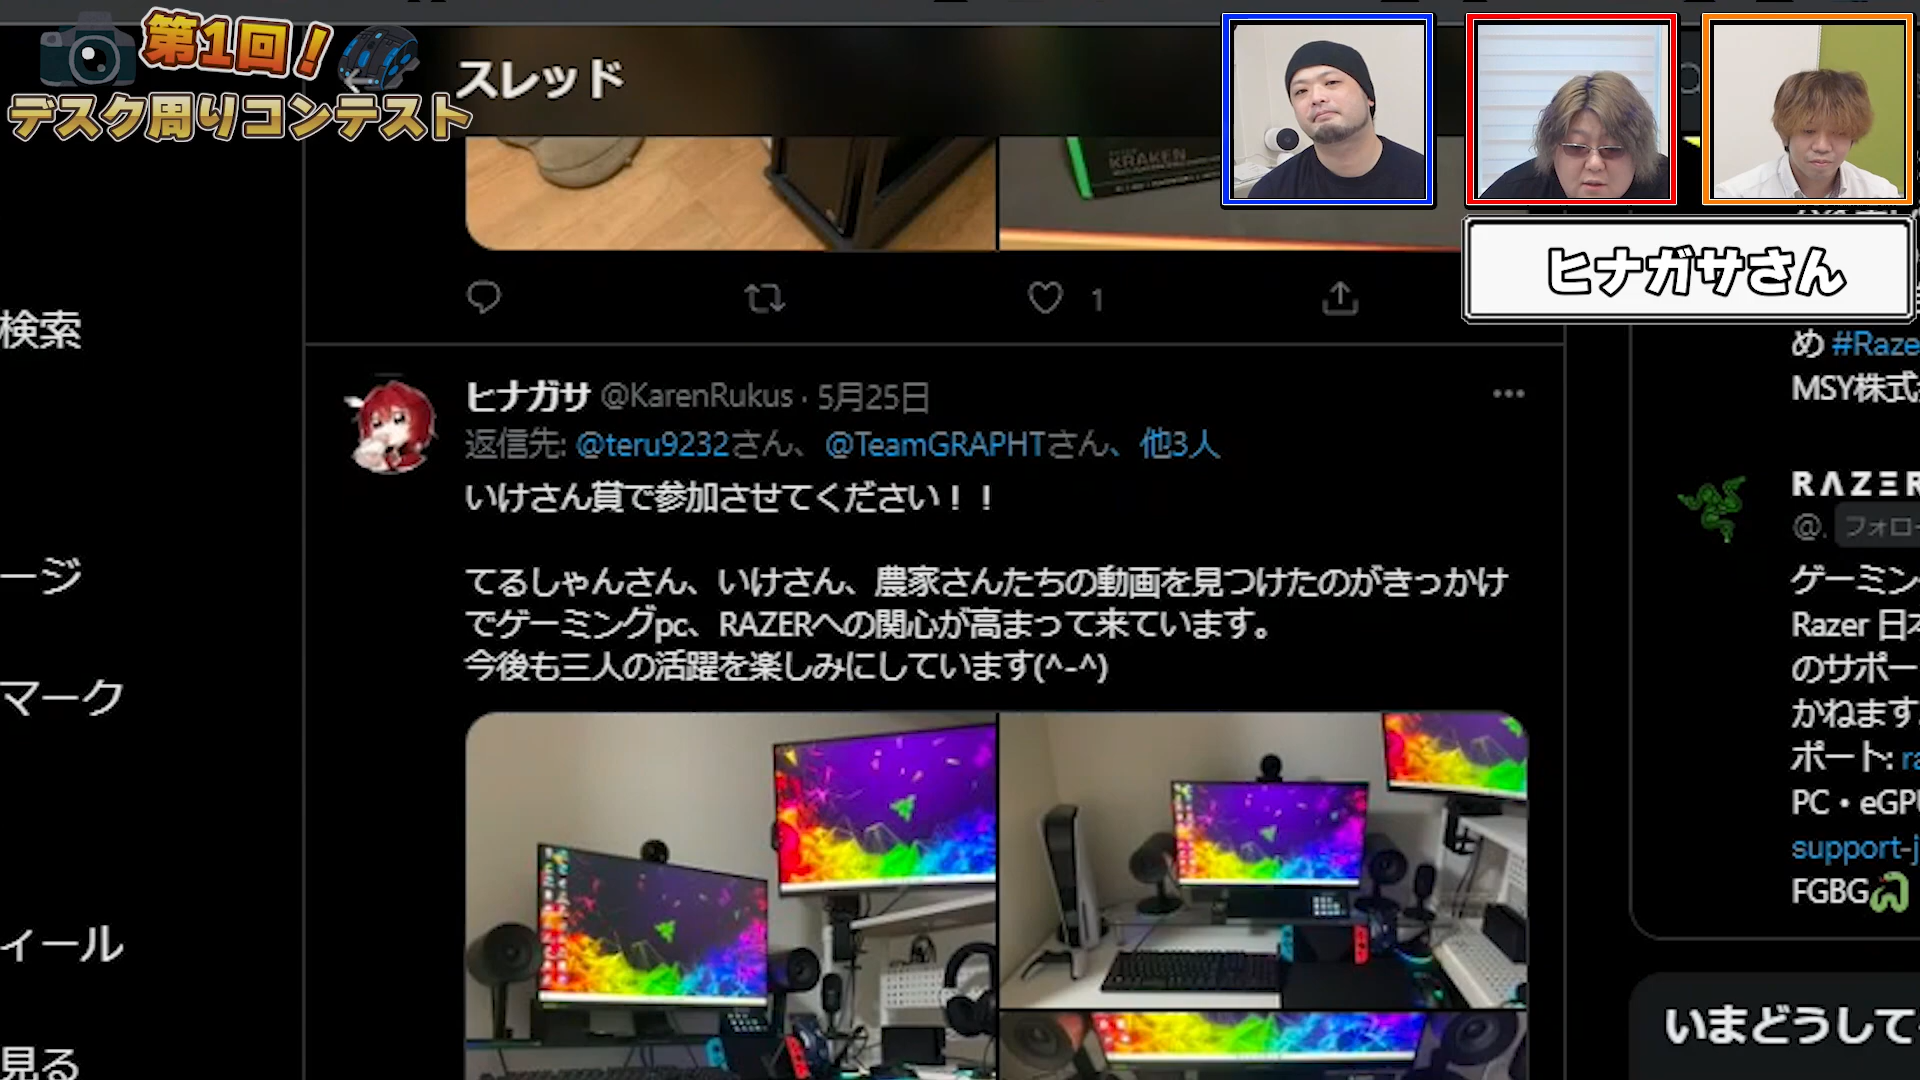 第1回！
デスク周りコンテスト
スレッド
KRAKEN
1
ヒナガサさん
検索
ージ
マーク
ィール
見る
ヒナガサ @KarenRukus · 5月25日
返信先: @teru9232さん、@TeamGRAPHTさん、他3人
いけさん賞で参加させてください！！
てるしゃんさん、いけさん、農家さんたちの動画を見つけたのがきっかけ
でゲーミングpc、RAZERへの関心が高まって来ています。
今後も三人の活躍を楽しみにしています(^-^)
め #Raze
MSY株式
RAZER
@. フォロー
ゲーミン
Razer 日本
のサポー
かねます
ポート: ra
PC・eGPU
support-j
FGBG
いまどうして